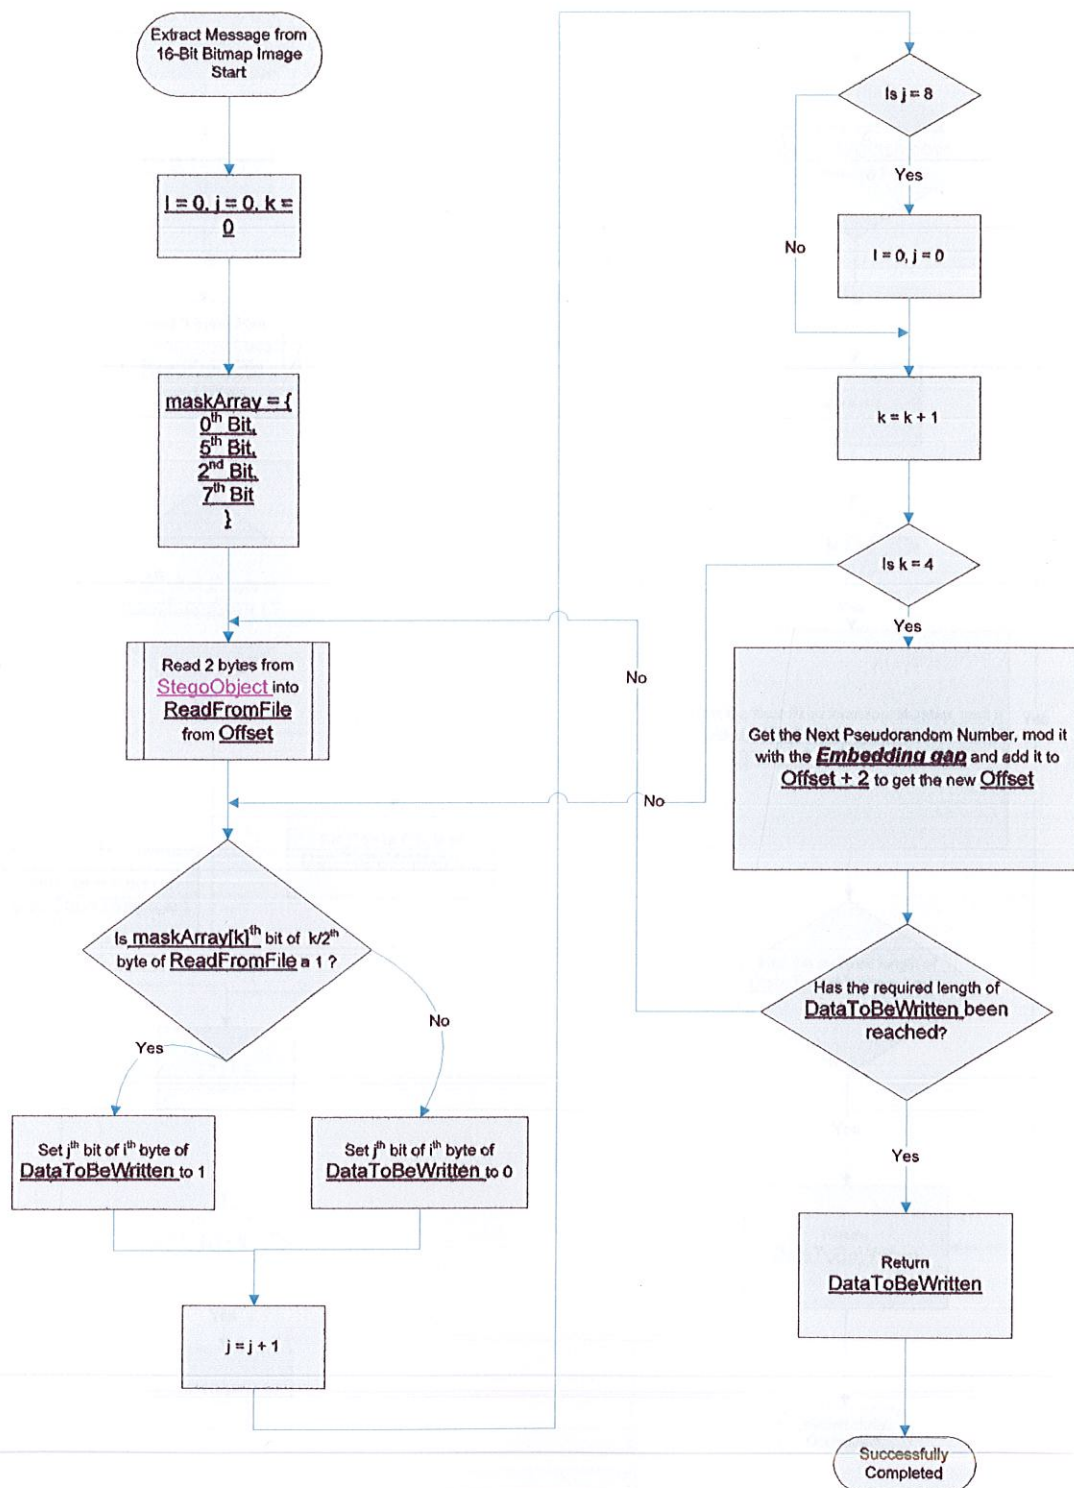 Extract Message from
16-Bit Bitmap Image
Start
I = 0, j = 0, k =
0
maskArray = {
0th Bit,
5th Bit,
2nd Bit,
7th Bit
}
Read 2 bytes from
StegoObject into
ReadFromFile
from Offset
Is maskArray[k]th bit of k/2th
byte of ReadFromFile a 1 ?
Yes
No
Set jth bit of ith byte of
DataToBeWritten to 1
Set jth bit of ith byte of
DataToBeWritten to 0
j = j + 1
Is j = 8
Yes
No
I = 0, j = 0
k = k + 1
Is k = 4
Yes
No
No
Get the Next Pseudorandom Number, mod it
with the Embedding gap and add it to
Offset + 2 to get the new Offset
Has the required length of
DataToBeWritten been
reached?
Yes
Return
DataToBeWritten
Successfully
Completed